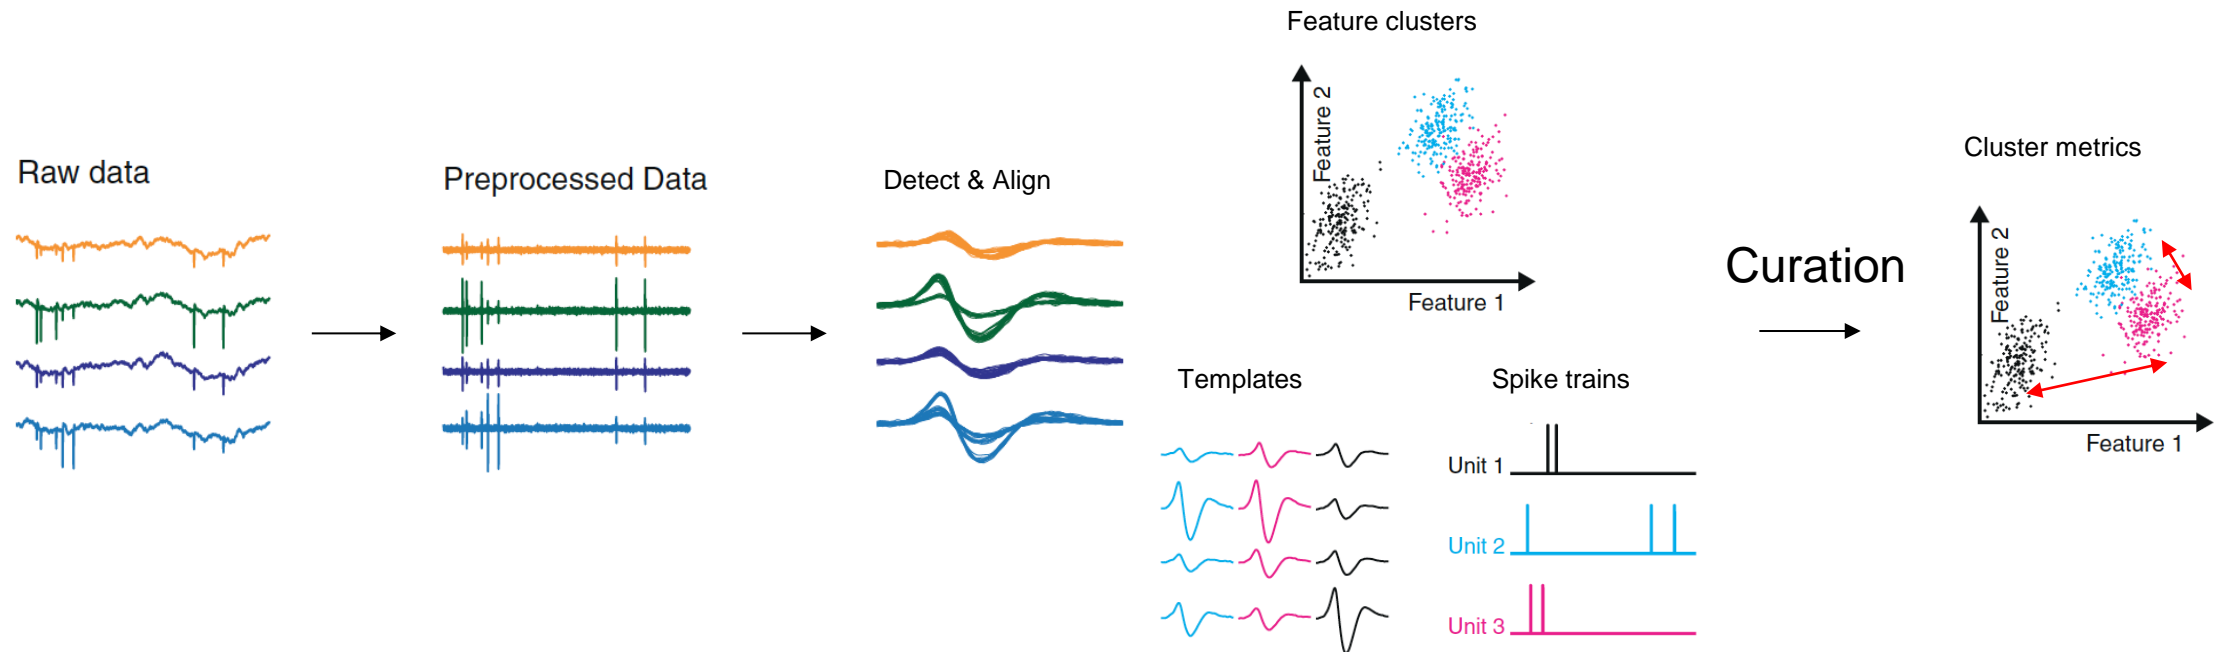 Raw data
Preprocessed Data
Detect & Align
Feature clusters
Feature 2
Feature 1
Templates
Spike trains
Unit 1
Unit 2
Unit 3
Curation
Cluster metrics
Feature 2
Feature 1